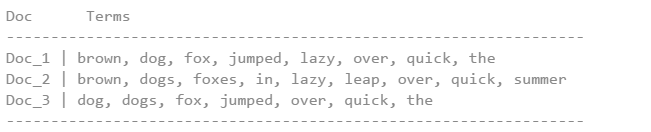 Doc Terms
-----------------------------------------------------------------
Doc_1 | brown, dog, fox, jumped, lazy, over, quick, the
Doc_2 | brown, dogs, foxes, in, lazy, leap, over, quick, summer
Doc_3 | dog, dogs, fox, jumped, over, quick, the
-----------------------------------------------------------------